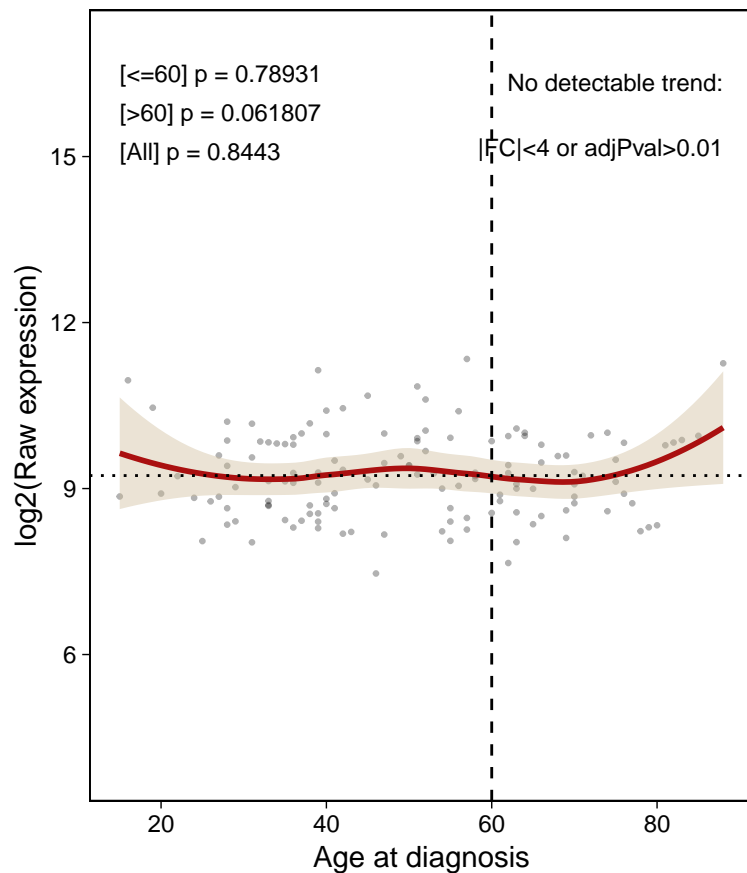 [<=60] p = 0.78931
[>60] p = 0.061807
[All] p = 0.8443
No detectable trend:
|FC|<4 or adjPval>0.01
15
12
9
6
log2(Raw expression)
20 40 60 80
Age at diagnosis